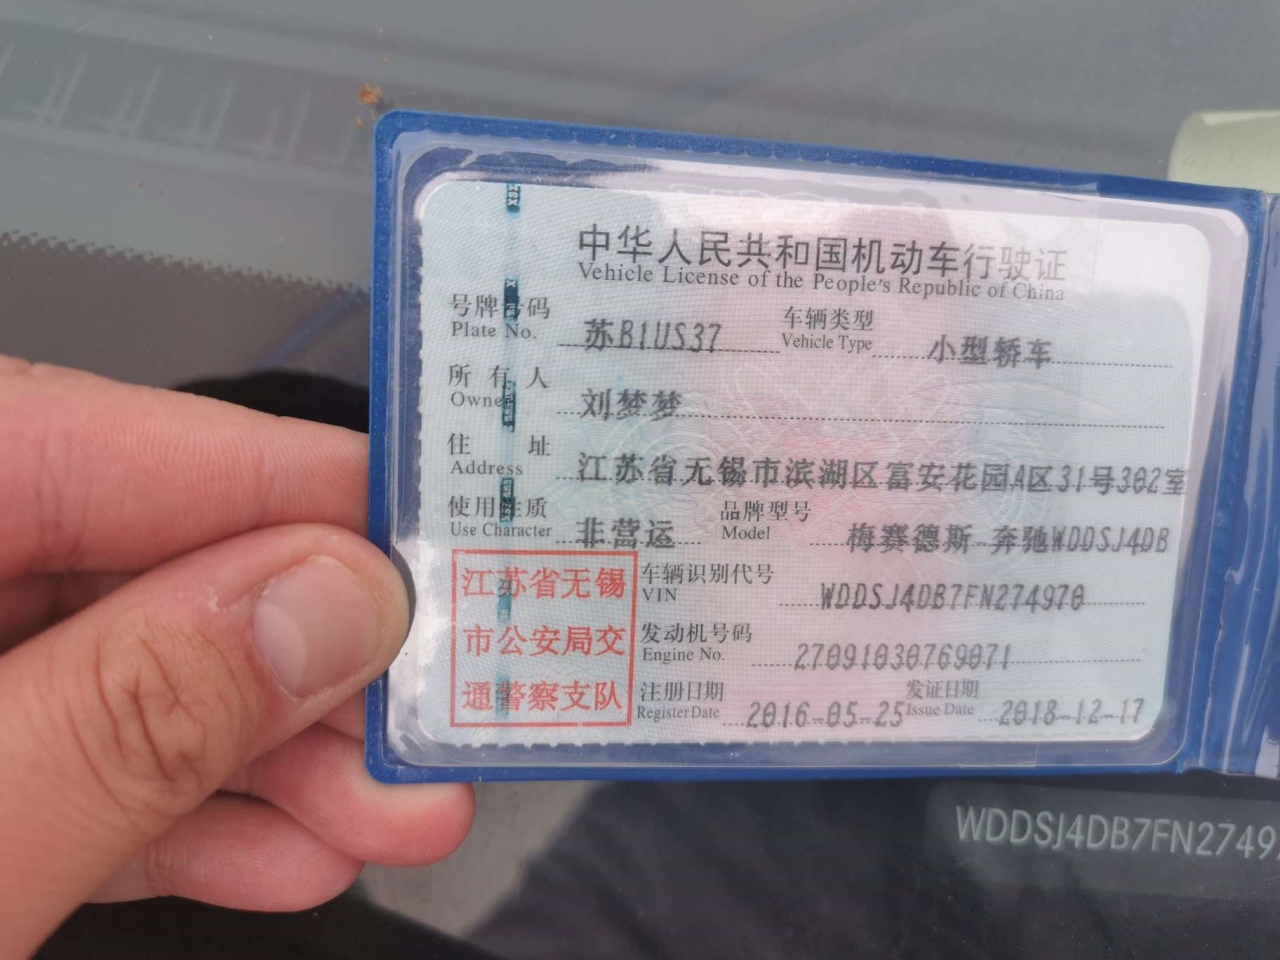 中华人民共和国机动车行驶证
Vehicle License of the People's Republic of China
号牌号码 苏B1US37 车辆类型 小型轿车
Plate No. Vehicle Type
所有人 刘梦梦
Owner
住址 江苏省无锡市滨湖区富安花园A区31号302室
Address
使用性质 非营运 品牌型号 梅赛德斯-奔驰WDDSJ4DB
Use Character Model
江苏省无锡
市公安局交
通警察支队
车辆识别代号 WDDSJ4DB7FN274970
VIN
发动机号码 27091030769071
Engine No.
注册日期 2016-05-25 发证日期 2018-12-17
Register Date Issue Date
WDDSJ4DB7FN2749